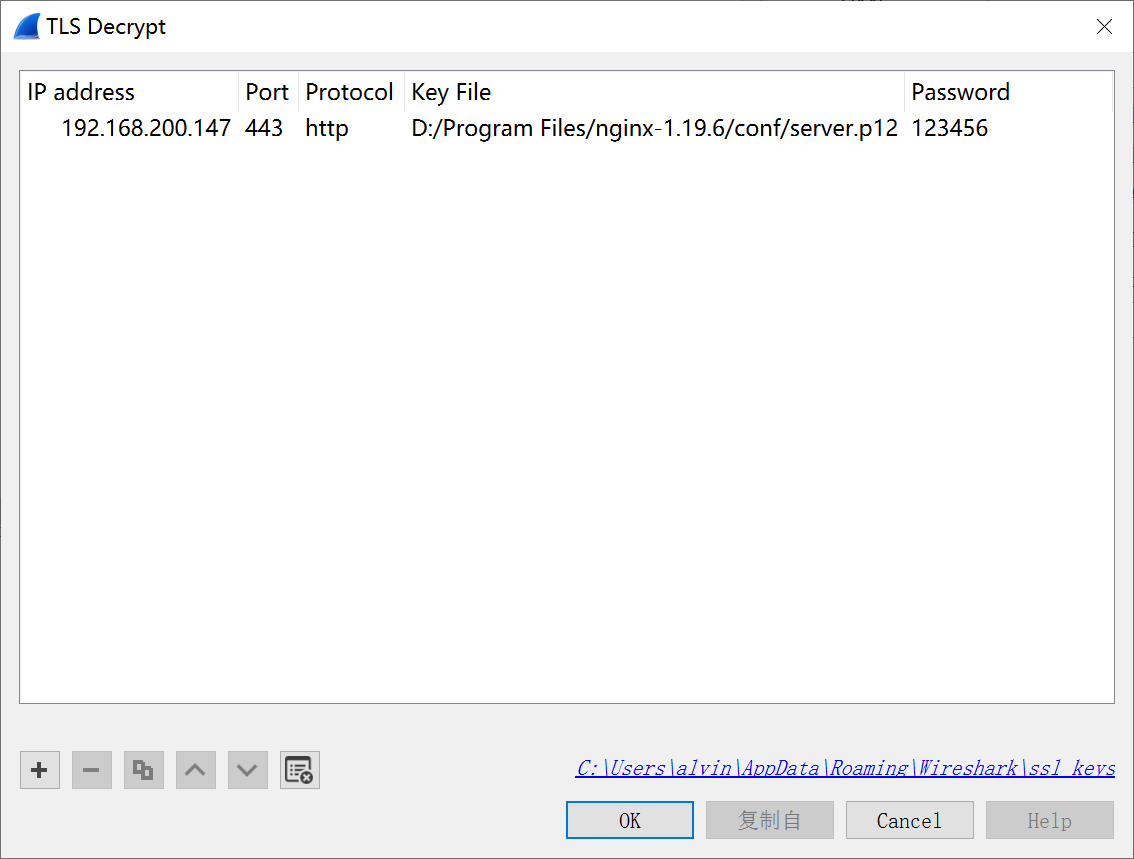 TLS Decrypt
IP address Port Protocol Key File Password
192.168.200.147 443 http D:/Program Files/nginx-1.19.6/conf/server.p12 123456
C:\Users\alvin\AppData\Roaming\Wireshark\ssl_keys
OK 复制自 Cancel Help